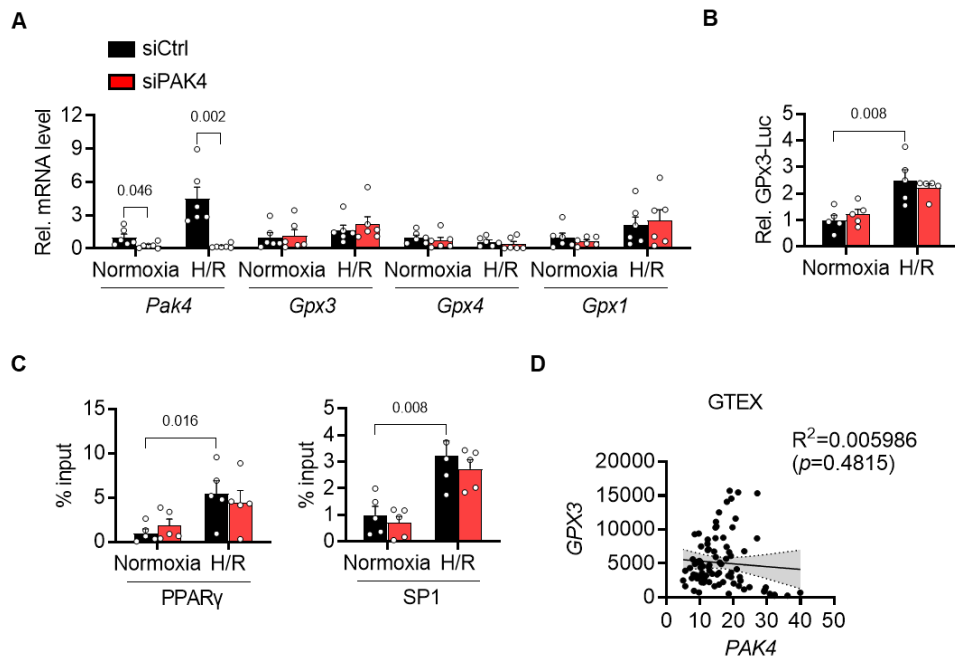 A
siCtrl
siPAK4
Rel. mRNA level
12
9
6
3
0
0.046
0.002
Normoxia H/R Normoxia H/R Normoxia H/R Normoxia H/R
Pak4 Gpx3 Gpx4 Gpx1
B
Rel. GPx3-Luc
5
4
3
2
1
0
0.008
Normoxia H/R
C
% input
15
10
5
0
0.016
Normoxia H/R
PPARγ
% input
5
4
3
2
1
0
0.008
Normoxia H/R
SP1
D
GTEX
R²=0.005986
(p=0.4815)
GPX3
20000
15000
10000
5000
0
0 10 20 30 40 50
PAK4